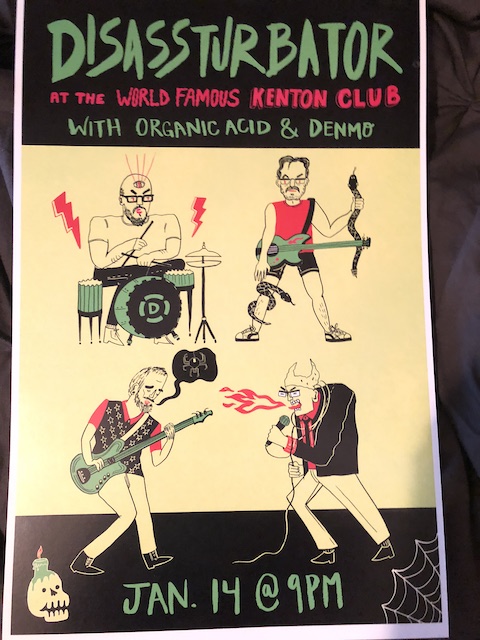 DISASSTURBATOR
AT THE WORLD FAMOUS KENTON CLUB
WITH ORGANIC ACID & DENMO
D
JAN. 14 @ 9PM